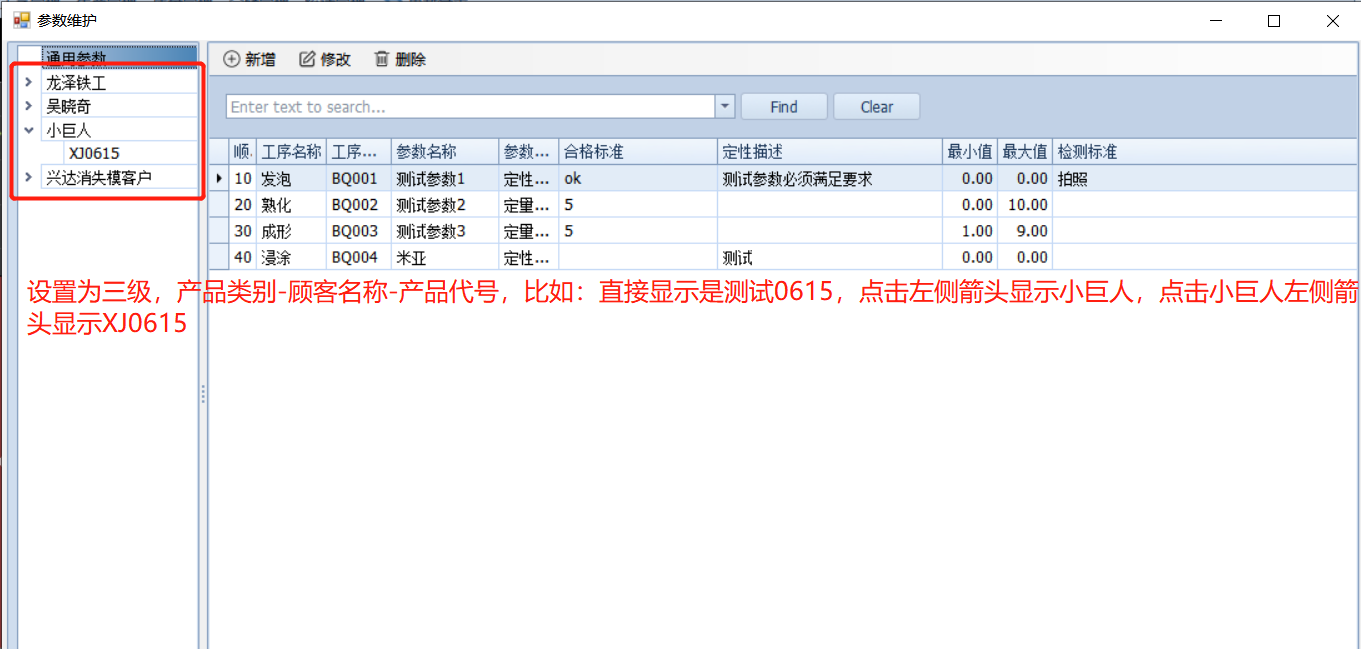 参数维护
通用参数
龙泽铁工
吴晓奇
小巨人
XJ0615
兴达消失模客户
新增 修改 删除
Enter text to search... Find Clear
顺. 工序名称 工序... 参数名称 参数... 合格标准 定性描述 最小值 最大值 检测标准
10 发泡 BQ001 测试参数1 定性... ok 测试参数必须满足要求 0.00 0.00 拍照
20 熟化 BQ002 测试参数2 定量... 5 0.00 10.00
30 成形 BQ003 测试参数3 定量... 5 1.00 9.00
40 浸涂 BQ004 米亚 定性... 测试 0.00 0.00
设置为三级，产品类别-顾客名称-产品代号，比如：直接显示是测试0615，点击左侧箭头显示小巨人，点击小巨人左侧箭
头显示XJ0615